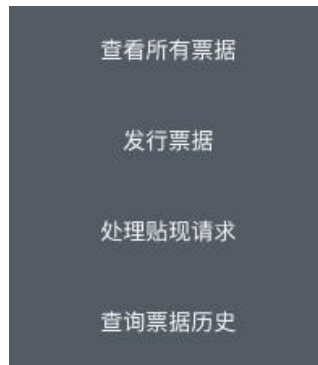 查看所有票据
发行票据
处理贴现请求
查询票据历史